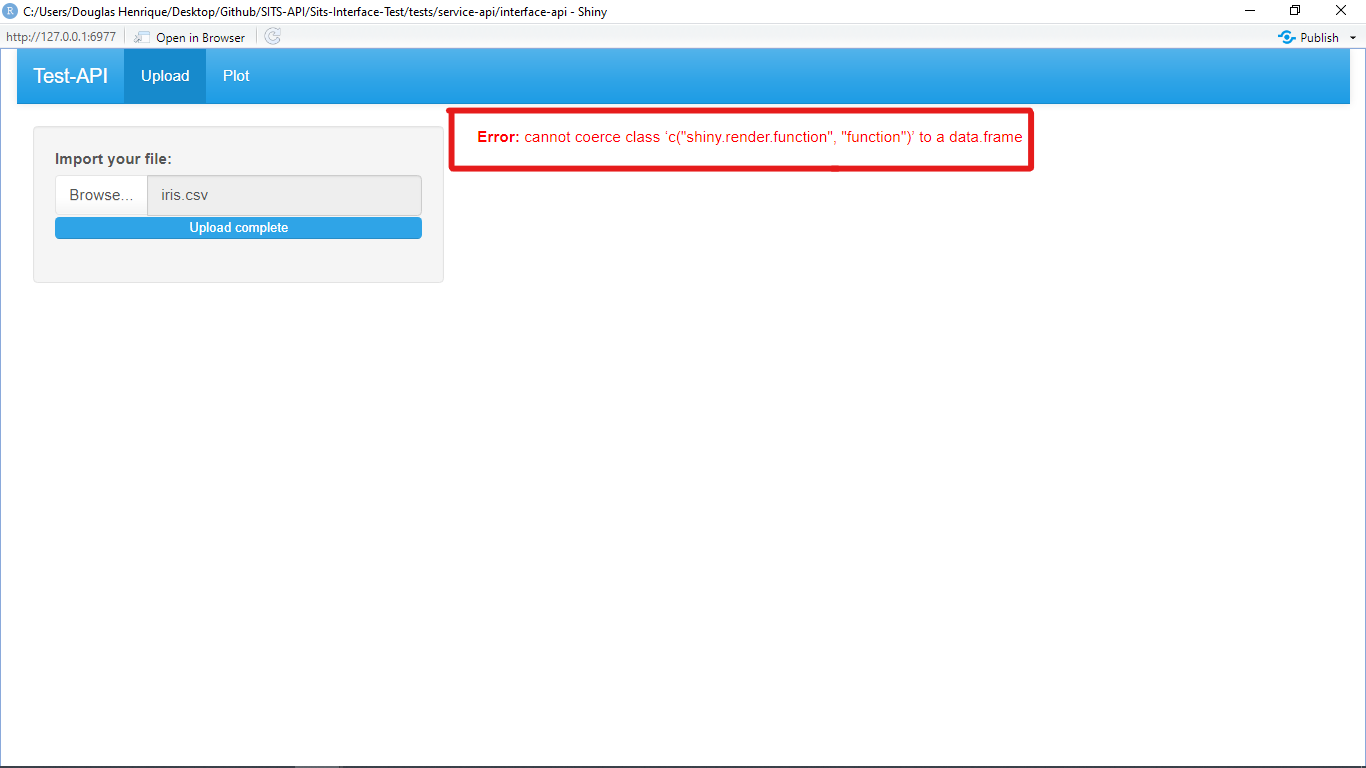 C:/Users/Douglas Henrique/Desktop/Github/SITS-API/Sits-Interface-Test/tests/service-api/interface-api - Shiny
http://127.0.0.1:6977 Open in Browser Publish
Test-API Upload Plot
Error: cannot coerce class ‘c("shiny.render.function", "function")’ to a data.frame
Import your file:
Browse... iris.csv
Upload complete